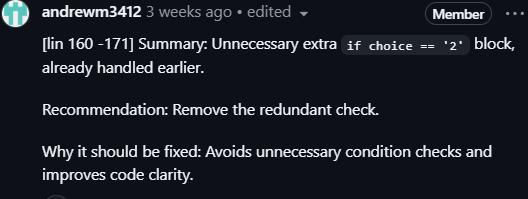 andrewm3412 3 weeks ago • edited Member ...
[lin 160 -171] Summary: Unnecessary extra if choice == '2' block,
already handled earlier.
Recommendation: Remove the redundant check.
Why it should be fixed: Avoids unnecessary condition checks and
improves code clarity.